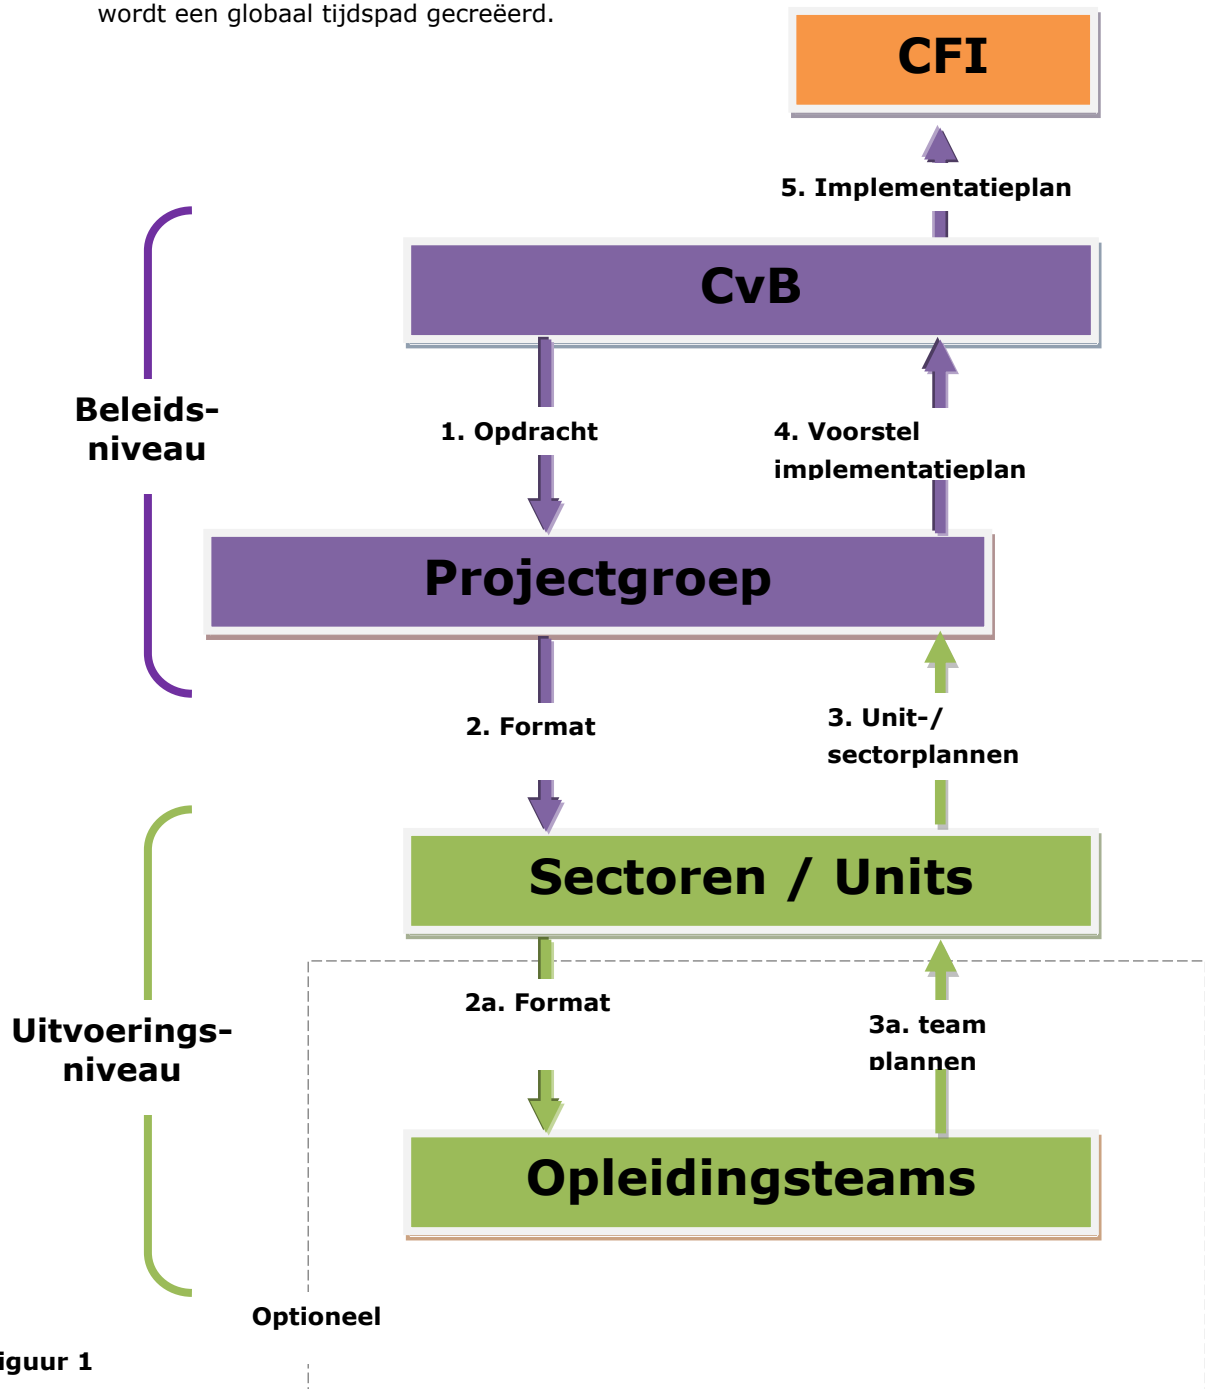 wordt een globaal tijdspad gecreëerd.
CFI
5. Implementatieplan
CvB
Beleids-
niveau
1. Opdracht
4. Voorstel
implementatieplan
Projectgroep
2. Format
3. Unit-/
sectorplannen
Sectoren / Units
2a. Format
Uitvoerings-
niveau
3a. team
plannen
Opleidingsteams
Optioneel
iguur 1